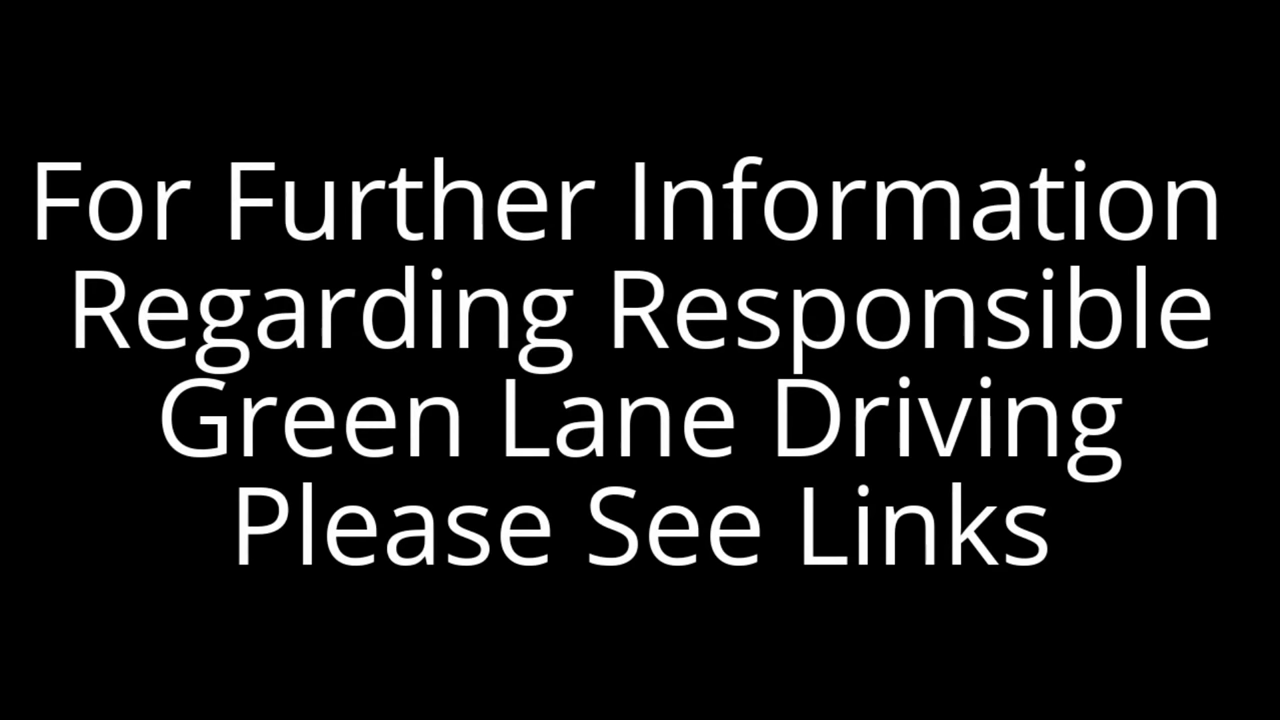 For Further Information
Regarding Responsible
Green Lane Driving
Please See Links